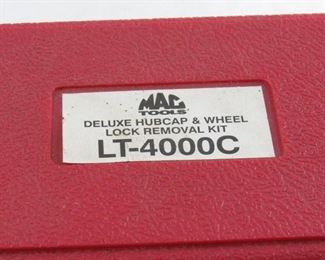 MAC
TOOLS
DELUXE HUBCAP & WHEEL
LOCK REMOVAL KIT
LT-4000C